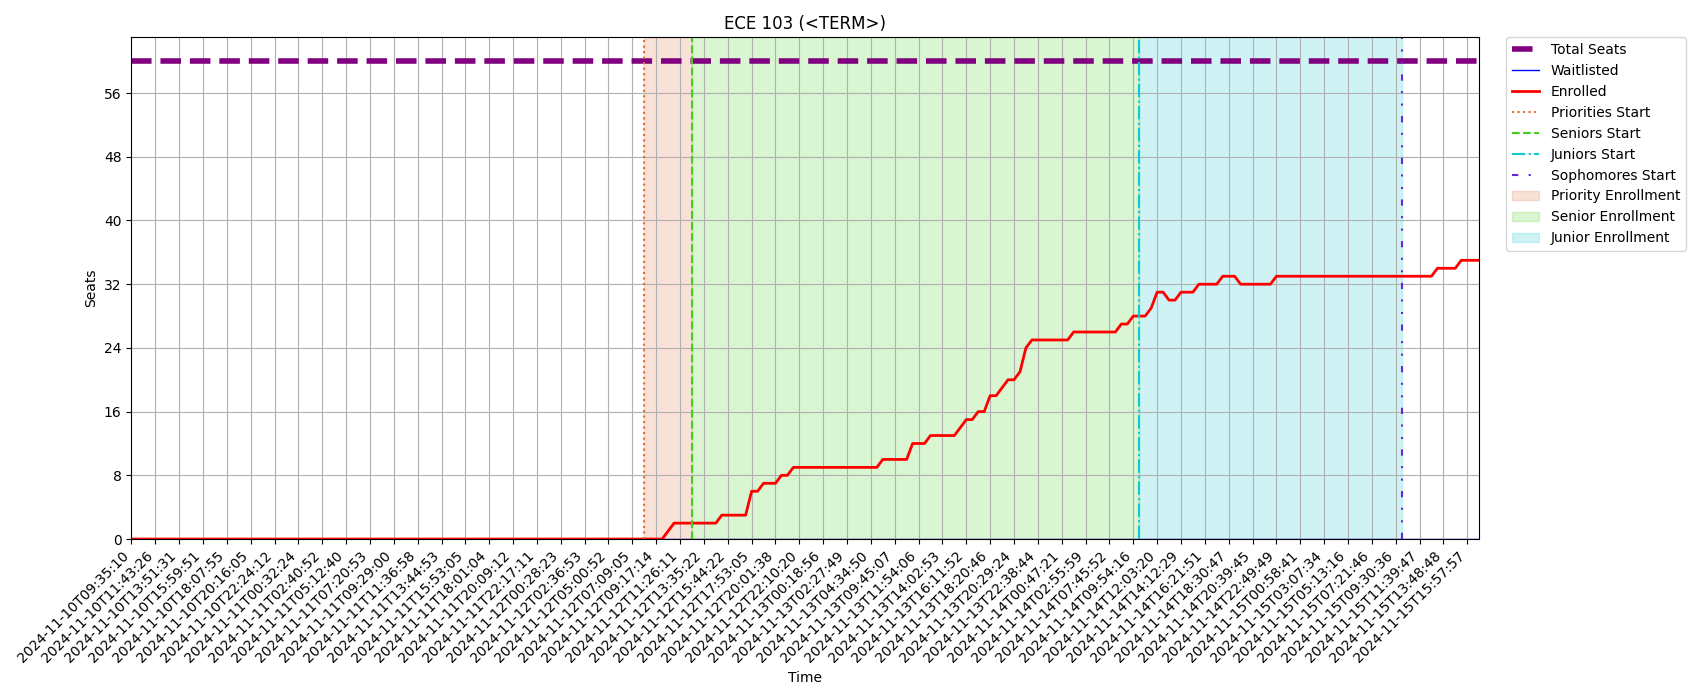 ECE 103 (<TERM>)
Total Seats
Waitlisted
Enrolled
Priorities Start
Seniors Start
Juniors Start
Sophomores Start
Priority Enrollment
Senior Enrollment
Junior Enrollment
Seats
56
48
40
32
24
16
8
0
2024-11-10T09:35:10
2024-11-10T11:43:26
2024-11-10T13:51:31
2024-11-10T15:59:51
2024-11-10T18:07:55
2024-11-10T20:16:05
2024-11-10T22:24:12
2024-11-11T00:32:24
2024-11-11T02:40:52
2024-11-11T05:12:40
2024-11-11T07:20:53
2024-11-11T09:29:00
2024-11-11T11:36:58
2024-11-11T13:44:53
2024-11-11T15:53:05
2024-11-11T18:01:04
2024-11-11T20:09:12
2024-11-11T22:17:11
2024-11-12T00:28:23
2024-11-12T02:36:53
2024-11-12T05:00:52
2024-11-12T07:09:05
2024-11-12T09:17:14
2024-11-12T11:26:11
2024-11-12T13:35:22
2024-11-12T15:44:22
2024-11-12T17:53:05
2024-11-12T20:01:38
2024-11-12T22:10:20
2024-11-13T00:18:56
2024-11-13T02:27:49
2024-11-13T04:34:50
2024-11-13T09:45:07
2024-11-13T11:54:06
2024-11-13T14:02:53
2024-11-13T16:11:52
2024-11-13T18:20:46
2024-11-13T20:29:24
2024-11-13T22:38:44
2024-11-14T00:47:21
2024-11-14T02:55:59
2024-11-14T07:45:52
2024-11-14T09:54:16
2024-11-14T12:03:20
2024-11-14T14:12:29
2024-11-14T16:21:51
2024-11-14T18:30:47
2024-11-14T20:39:45
2024-11-14T22:49:49
2024-11-15T00:58:41
2024-11-15T03:07:34
2024-11-15T05:13:16
2024-11-15T07:21:46
2024-11-15T09:30:36
2024-11-15T11:39:47
2024-11-15T13:48:48
2024-11-15T15:57:57
Time